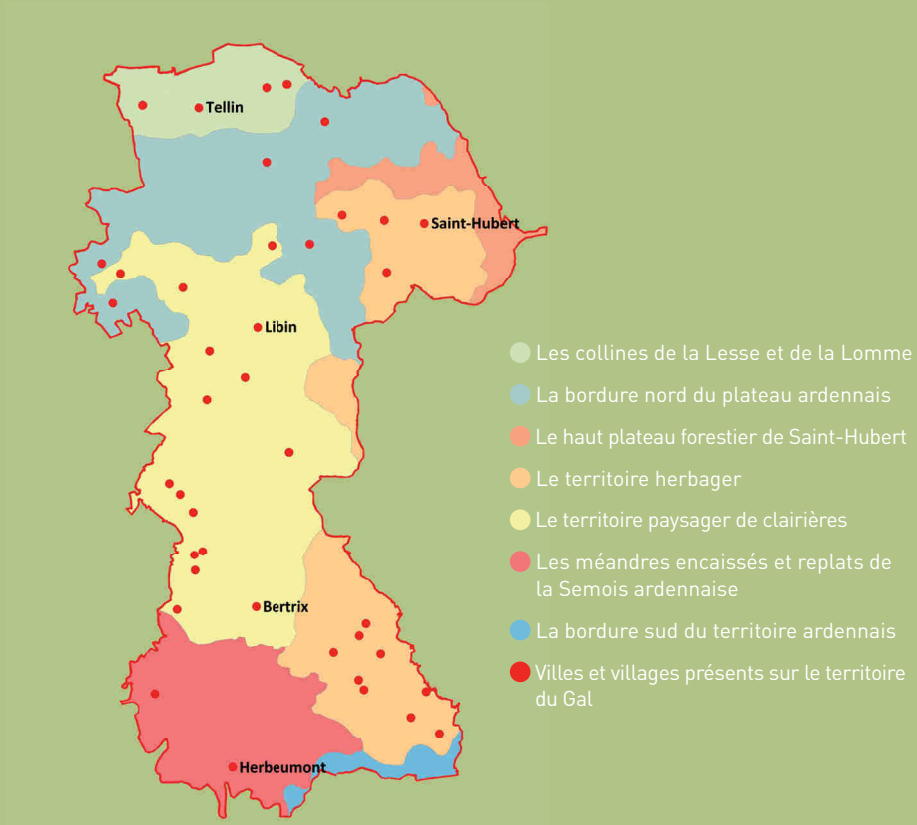 Tellin
Saint-Hubert
Libin
Bertrix
Herbeumont
Les collines de la Lesse et de la Lomme
La bordure nord du plateau ardennais
Le haut plateau forestier de Saint-Hubert
Le territoire herbager
Le territoire paysager de clairières
Les méandres encaissés et replats de
la Semois ardennaise
La bordure sud du territoire ardennais
Villes et villages présents sur le territoire
du Gal